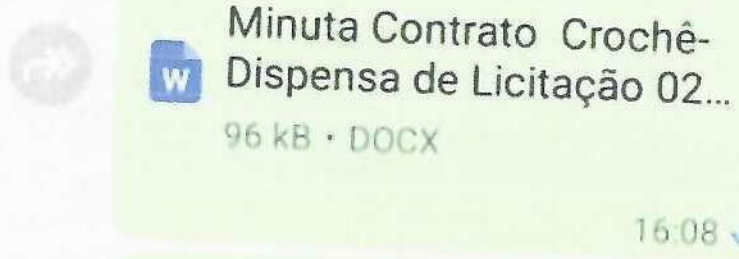 Minuta Contrato Crochê-
W Dispensa de Licitação 02...
96 kB • DOCX
16:08